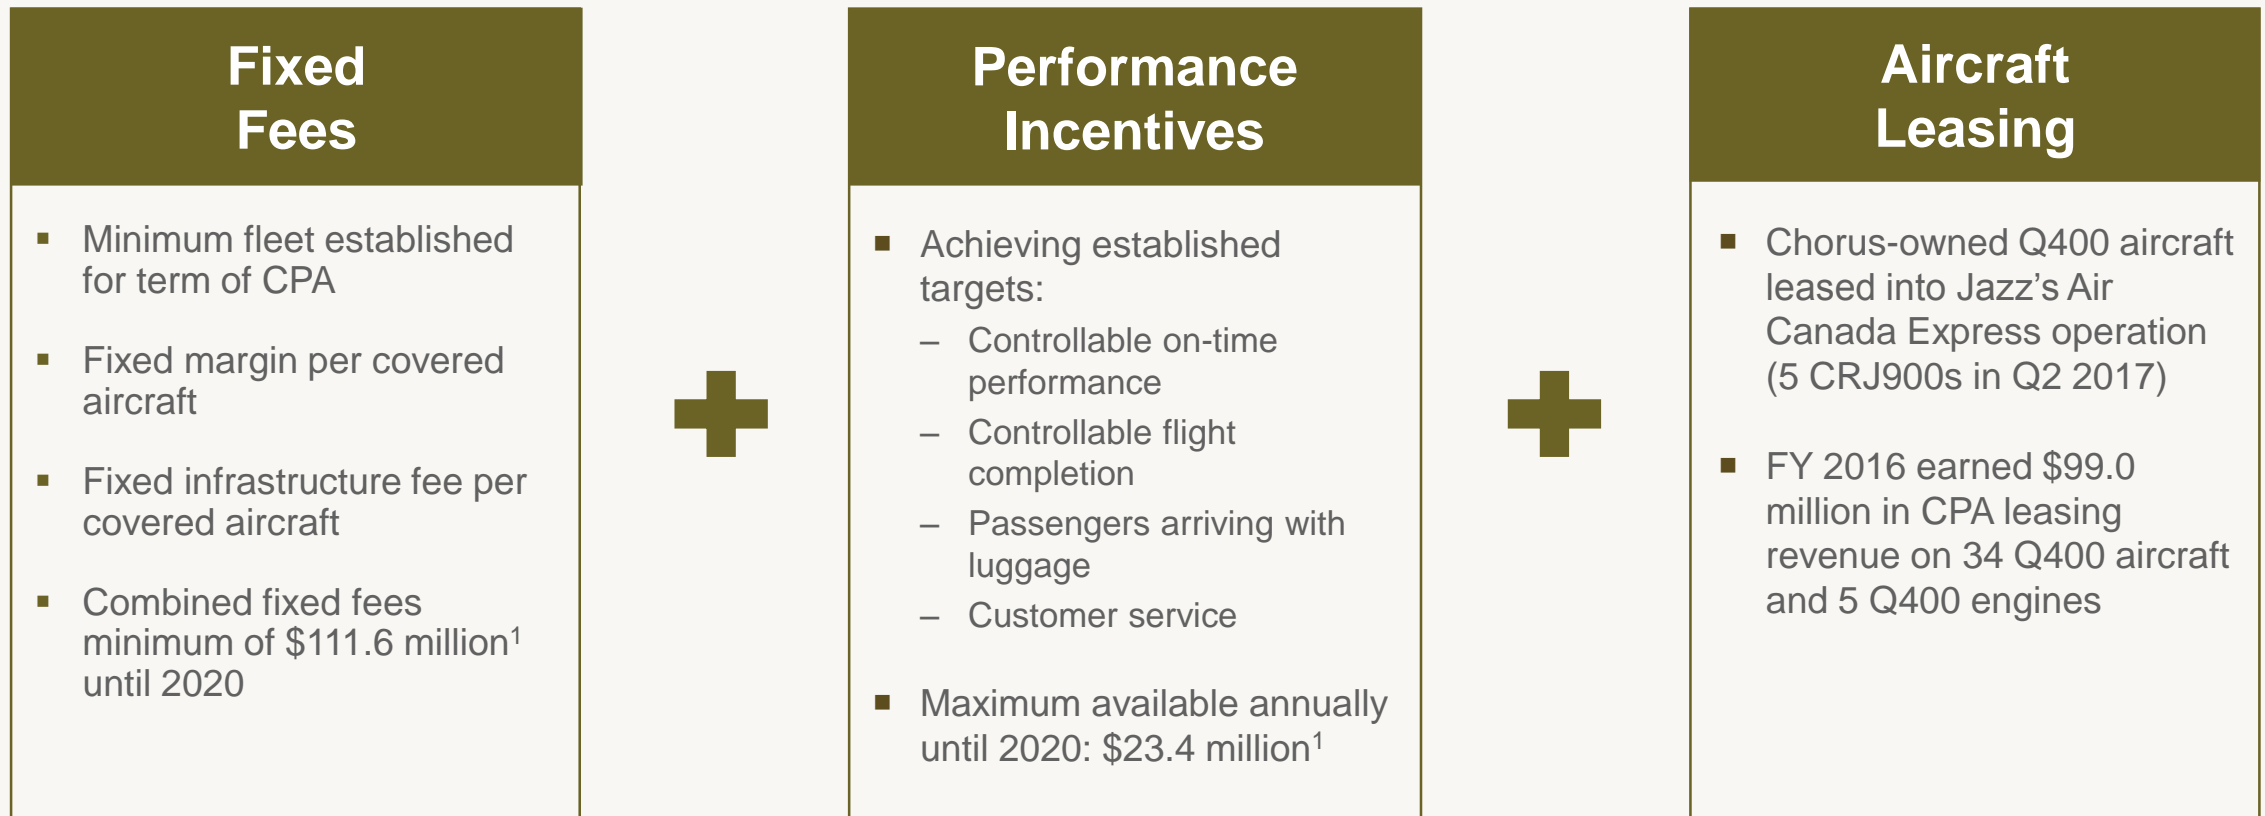 Fixed
Fees
▪ Minimum fleet established
for term of CPA
▪ Fixed margin per covered
aircraft
▪ Fixed infrastructure fee per
covered aircraft
▪ Combined fixed fees
minimum of $111.6 million¹
until 2020
Performance
Incentives
▪ Achieving established
targets:
– Controllable on-time
performance
– Controllable flight
completion
– Passengers arriving with
luggage
– Customer service
▪ Maximum available annually
until 2020: $23.4 million¹
Aircraft
Leasing
▪ Chorus-owned Q400 aircraft
leased into Jazz’s Air
Canada Express operation
(5 CRJ900s in Q2 2017)
▪ FY 2016 earned $99.0
million in CPA leasing
revenue on 34 Q400 aircraft
and 5 Q400 engines